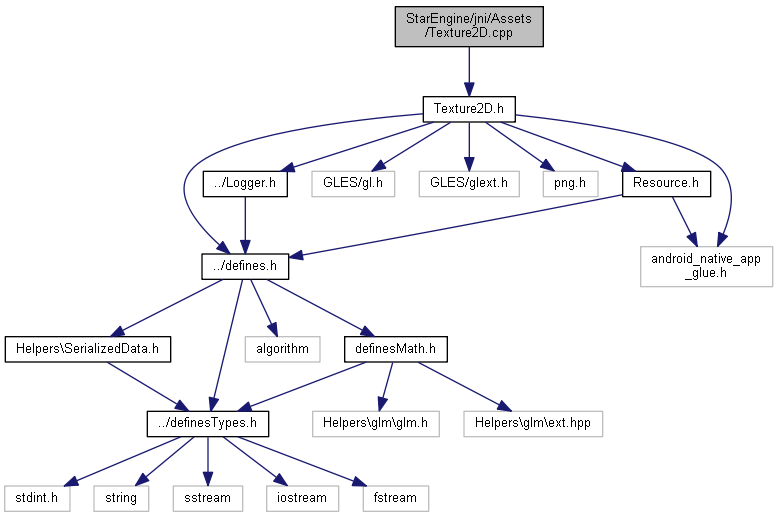 StarEngine/jni/Assets
/Texture2D.cpp
Texture2D.h
../Logger.h
GLES/gl.h
GLES/glext.h
png.h
Resource.h
../defines.h
android_native_app
_glue.h
Helpers\SerializedData.h
algorithm
definesMath.h
../definesTypes.h
Helpers\glm\glm.h
Helpers\glm\ext.hpp
stdint.h
string
sstream
iostream
fstream